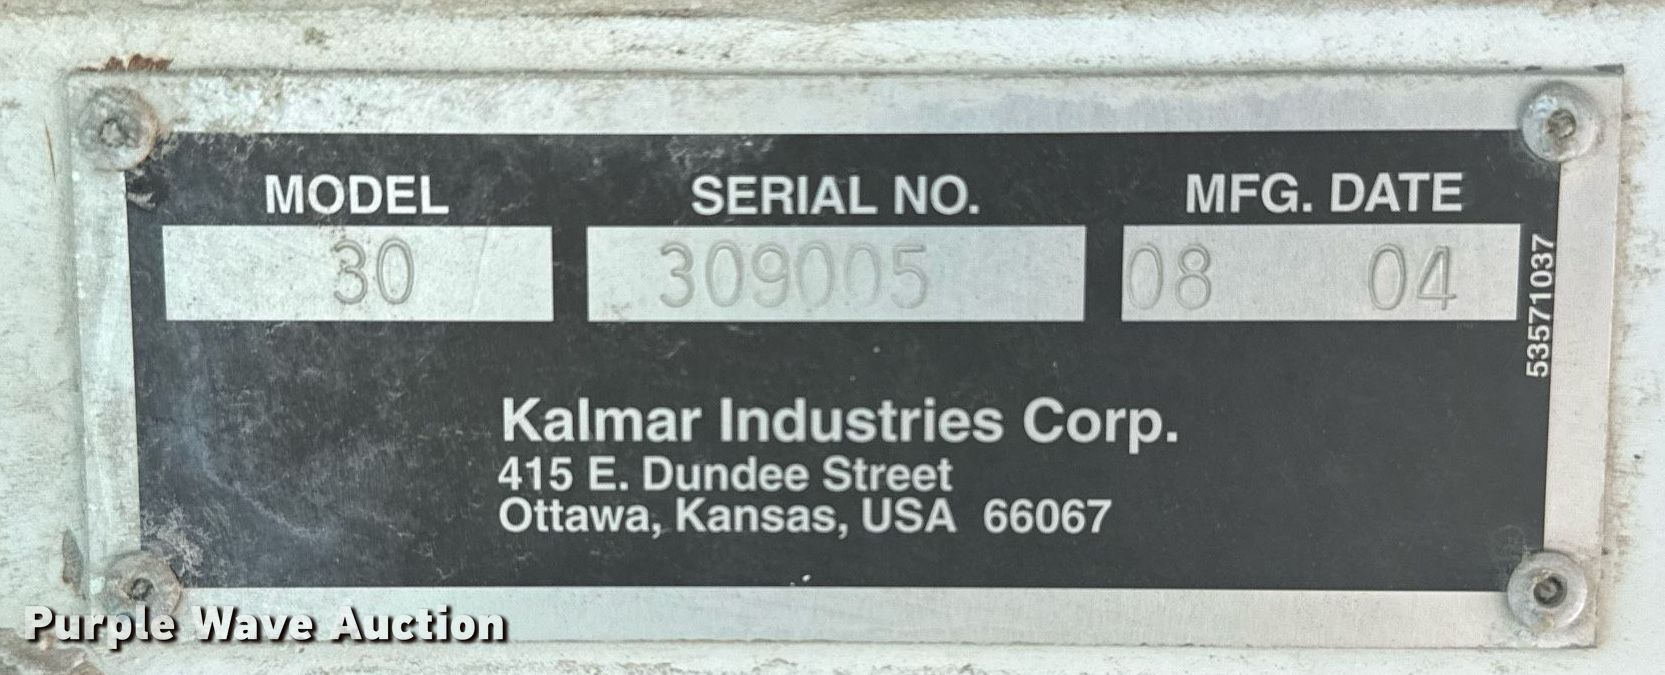 MODEL SERIAL NO. MFG. DATE
30 309005 08 04
53571037
Kalmar Industries Corp.
415 E. Dundee Street
Ottawa, Kansas, USA 66067
Purple Wave Auction